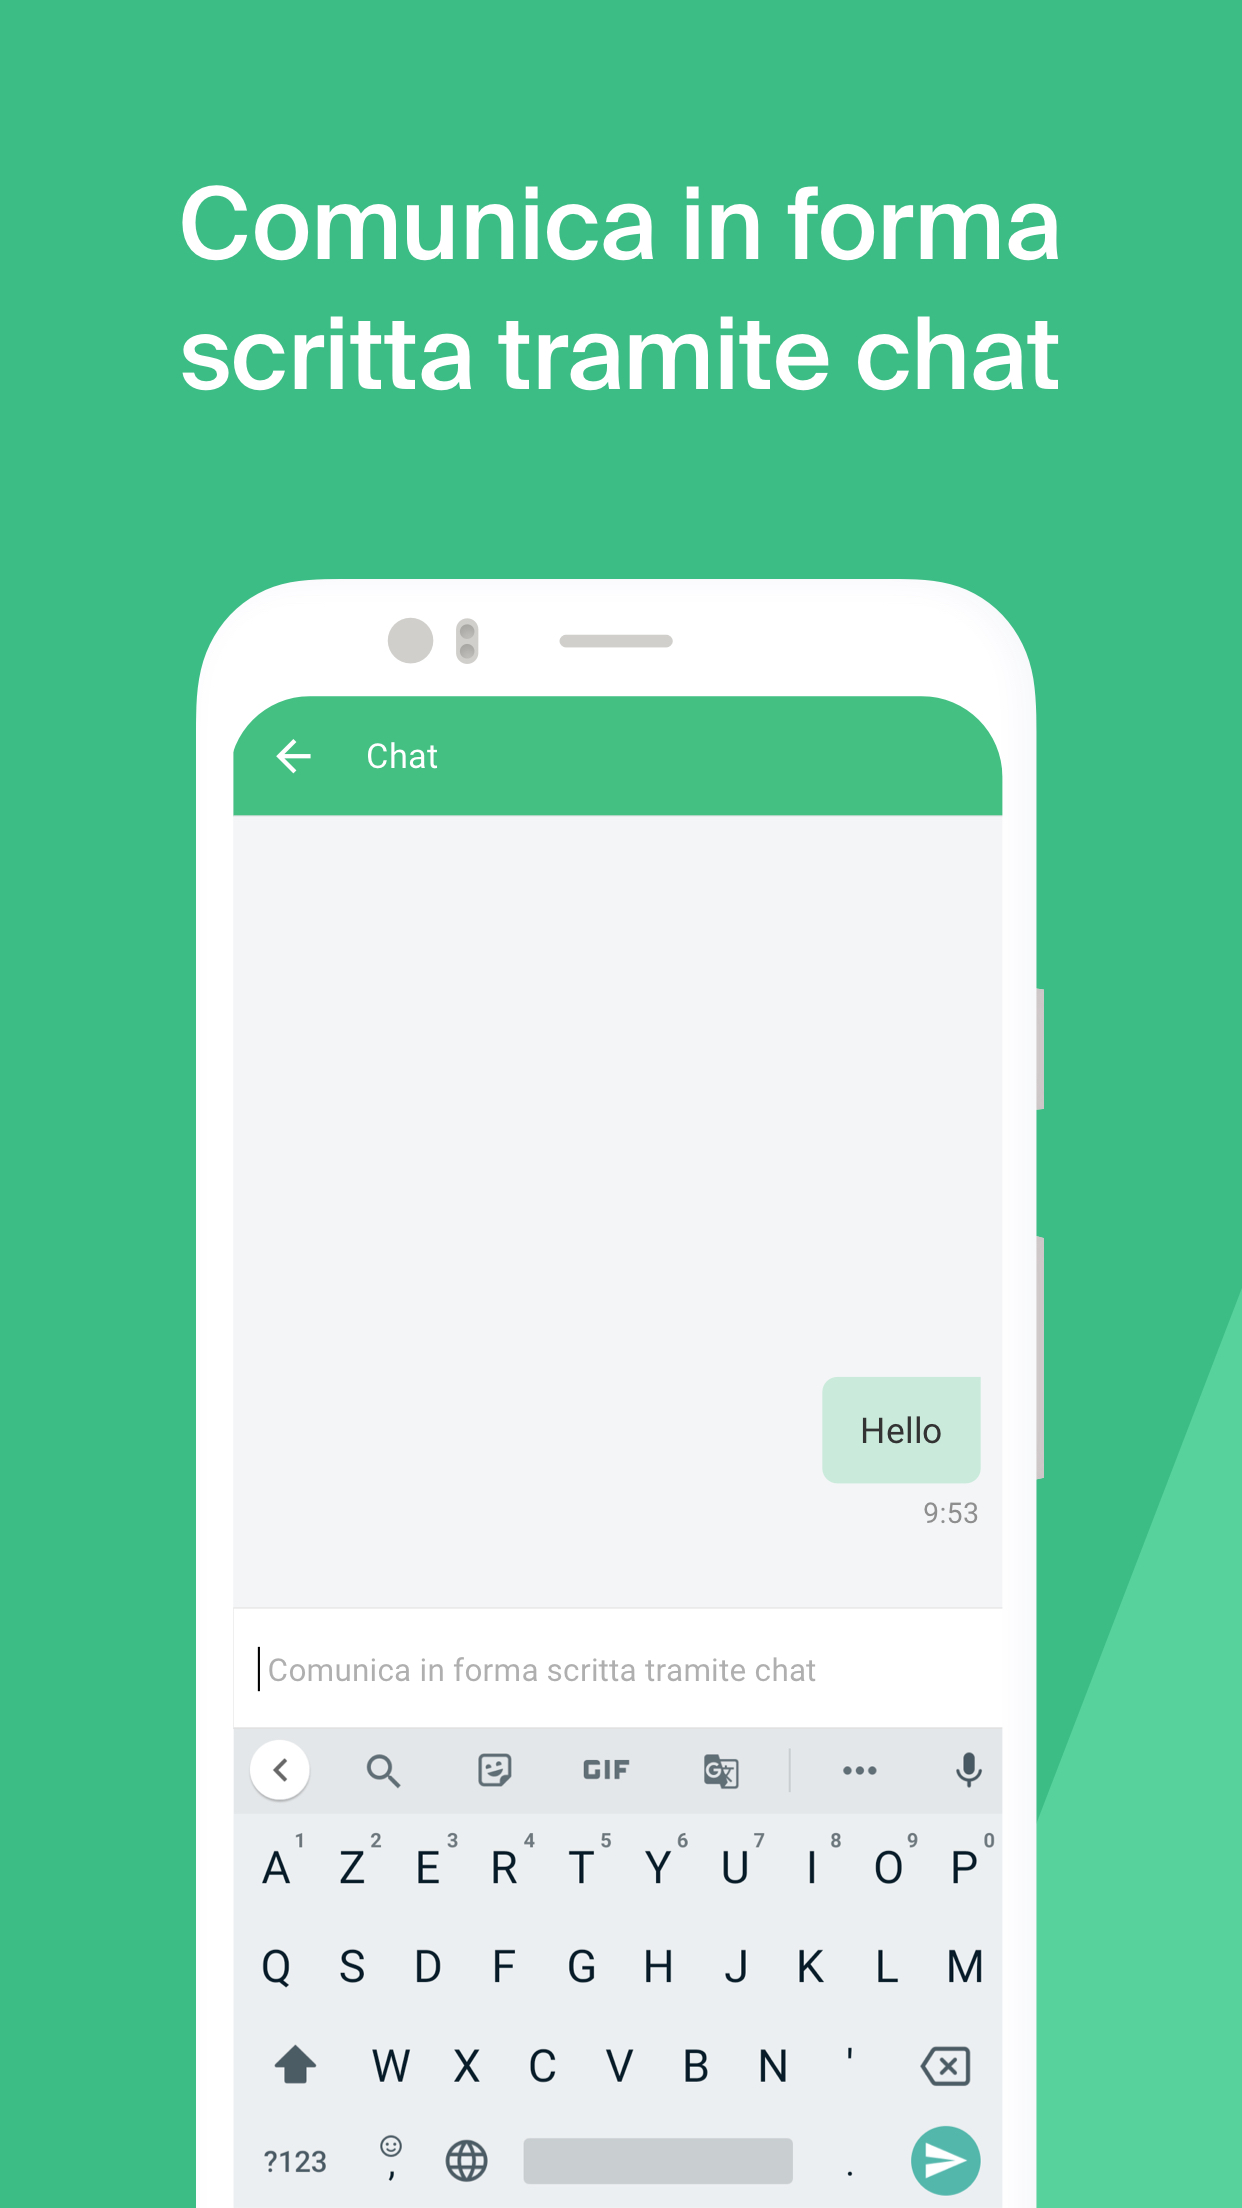 Comunica in forma
scritta tramite chat
Chat
Hello
9:53
Comunica in forma scritta tramite chat
GIF
G 文
1 2 3 4 5 6 7 8 9 0
A Z E R T Y U I O P
Q S D F G H J K L M
W X C V B N '
?123 , .